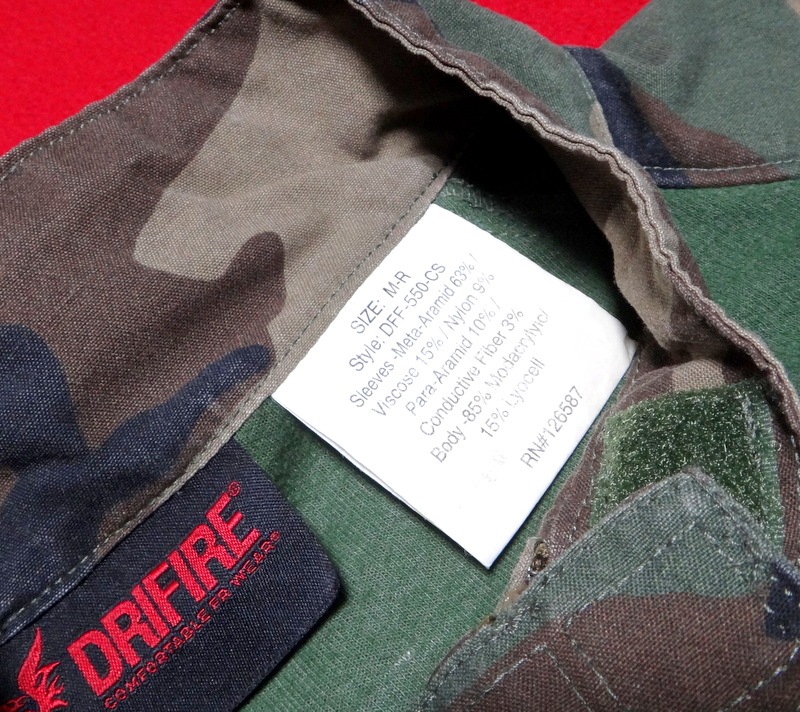 SIZE: M-R
Style: DFF-550-CS
Sleeves -Meta-Aramid 63% /
Viscose 15% / Nylon 9%
Para-Aramid 10% /
Conductive Fiber 3%
Body -85% Modacrylyic/
15% Lyocell
RN#126587
DRIFIRE®
COMFORTABLE FR WEAR®